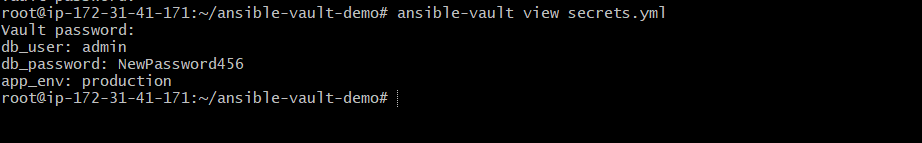 root@ip-172-31-41-171:~/ansible-vault-demo# ansible-vault view secrets.yml
Vault password:
db_user: admin
db_password: NewPassword456
app_env: production
root@ip-172-31-41-171:~/ansible-vault-demo#